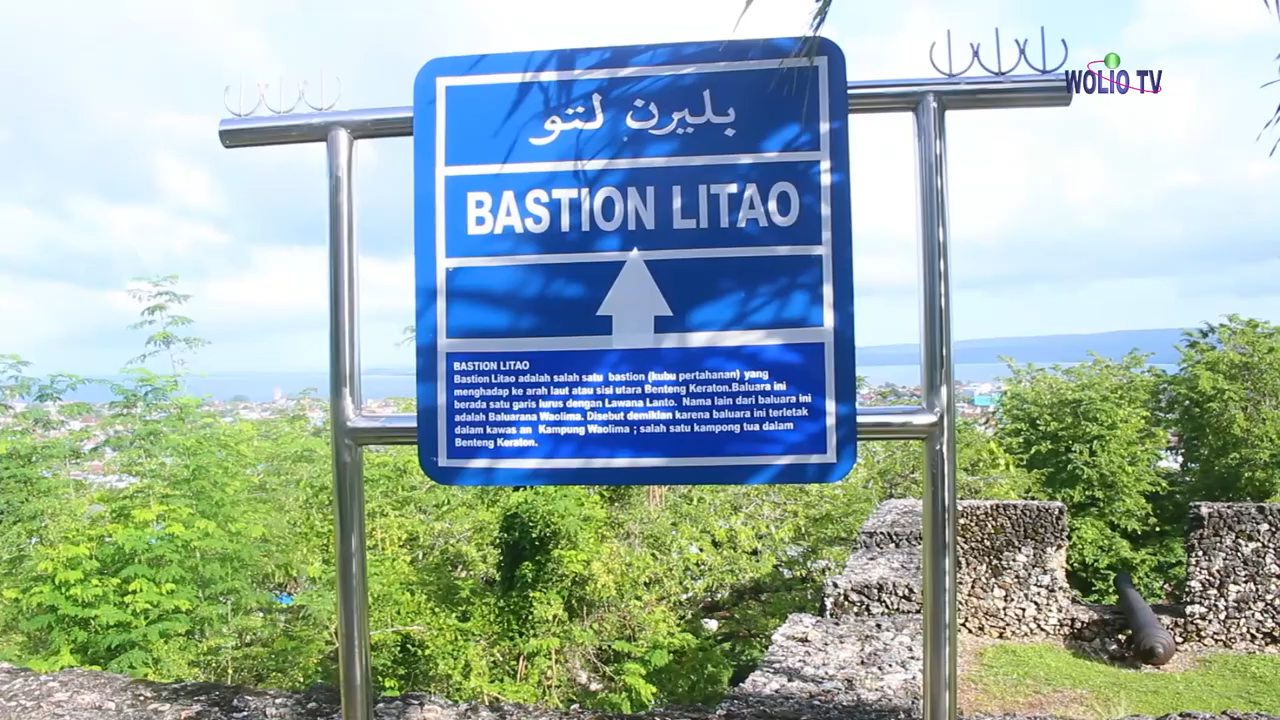 بليرن لتو
WOLIO TV
BASTION LITAO
BASTION LITAO
Bastion Litao adalah salah satu bastion (kubu pertahanan) yang
menghadap ke arah laut atau sisi utara Benteng Keraton.Baluara ini
berada satu garis lurus dengan Lawana Lanto. Nama lain dari baluara ini
adalah Baluarana Waolima. Disebut demikian karena baluara ini terletak
dalam kawas an Kampung Waolima ; salah satu kampong tua dalam
Benteng Keraton.